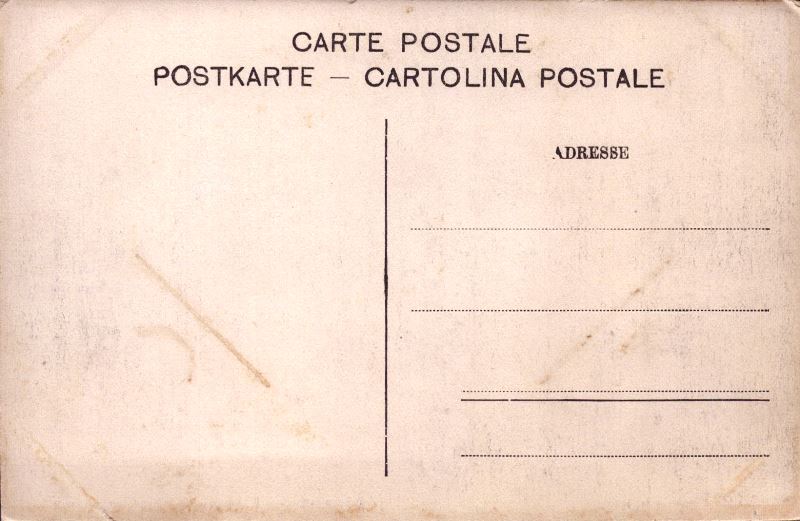 CARTE POSTALE
POSTKARTE — CARTOLINA POSTALE
ADRESSE